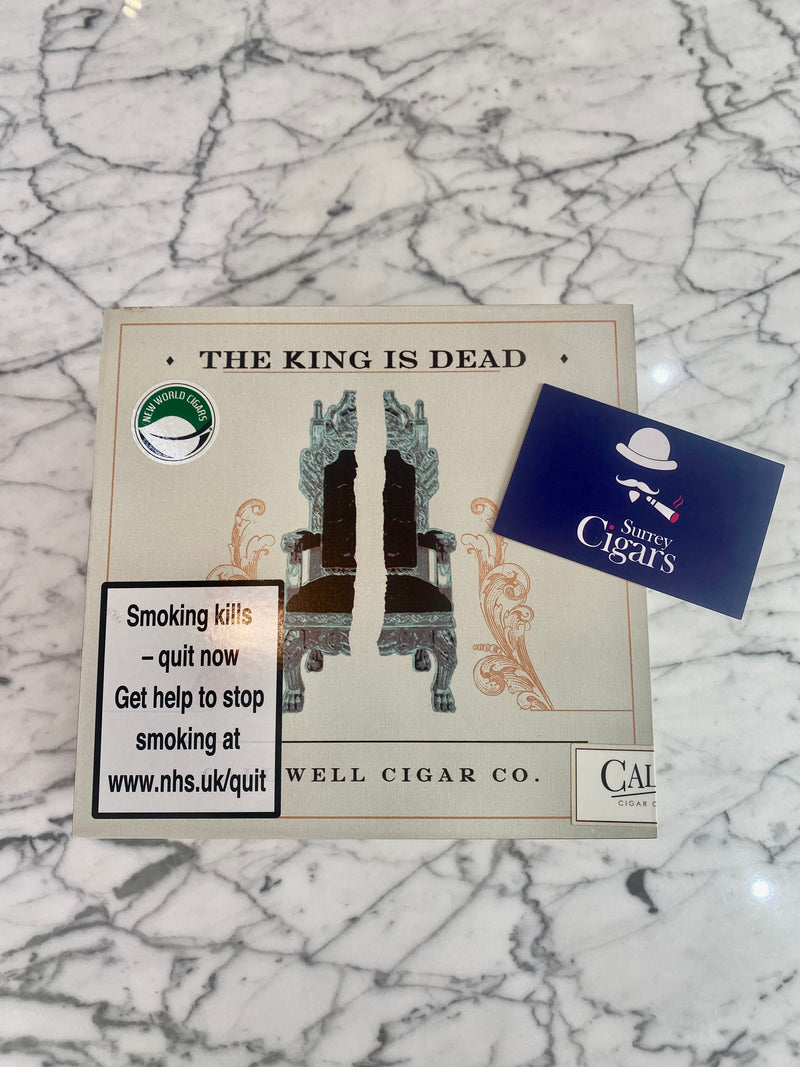 THE KING IS DEAD
NEW WORLD CIGARS
Surrey
Cigars
Smoking kills
– quit now
Get help to stop
smoking at
www.nhs.uk/quit
WELL CIGAR CO.
CAL
CIGAR C